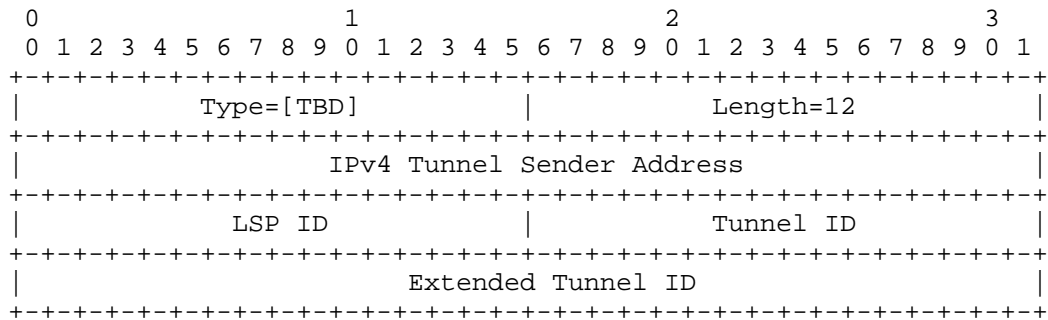 0                   1                   2                   3
 0 1 2 3 4 5 6 7 8 9 0 1 2 3 4 5 6 7 8 9 0 1 2 3 4 5 6 7 8 9 0 1
+-+-+-+-+-+-+-+-+-+-+-+-+-+-+-+-+-+-+-+-+-+-+-+-+-+-+-+-+-+-+-+-+
|           Type=[TBD]          |           Length=12           |
+-+-+-+-+-+-+-+-+-+-+-+-+-+-+-+-+-+-+-+-+-+-+-+-+-+-+-+-+-+-+-+-+
|                   IPv4 Tunnel Sender Address                  |
+-+-+-+-+-+-+-+-+-+-+-+-+-+-+-+-+-+-+-+-+-+-+-+-+-+-+-+-+-+-+-+-+
|             LSP ID            |           Tunnel ID           |
+-+-+-+-+-+-+-+-+-+-+-+-+-+-+-+-+-+-+-+-+-+-+-+-+-+-+-+-+-+-+-+-+
|                        Extended Tunnel ID                     |
+-+-+-+-+-+-+-+-+-+-+-+-+-+-+-+-+-+-+-+-+-+-+-+-+-+-+-+-+-+-+-+-+